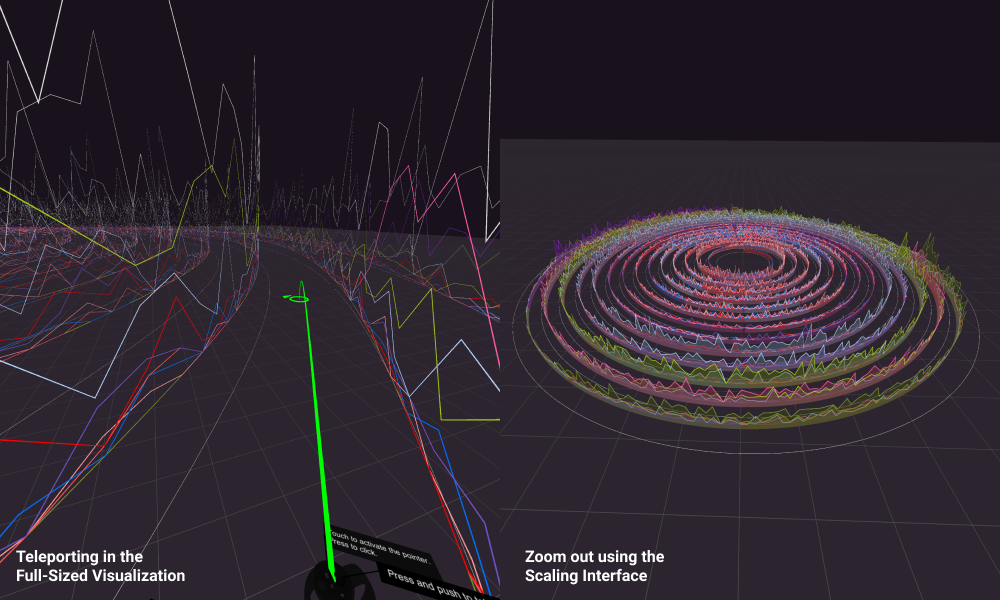 Touch to activate the pointer.
Press to click.
Press and push to
Teleporting in the
Full-Sized Visualization
Zoom out using the
Scaling Interface